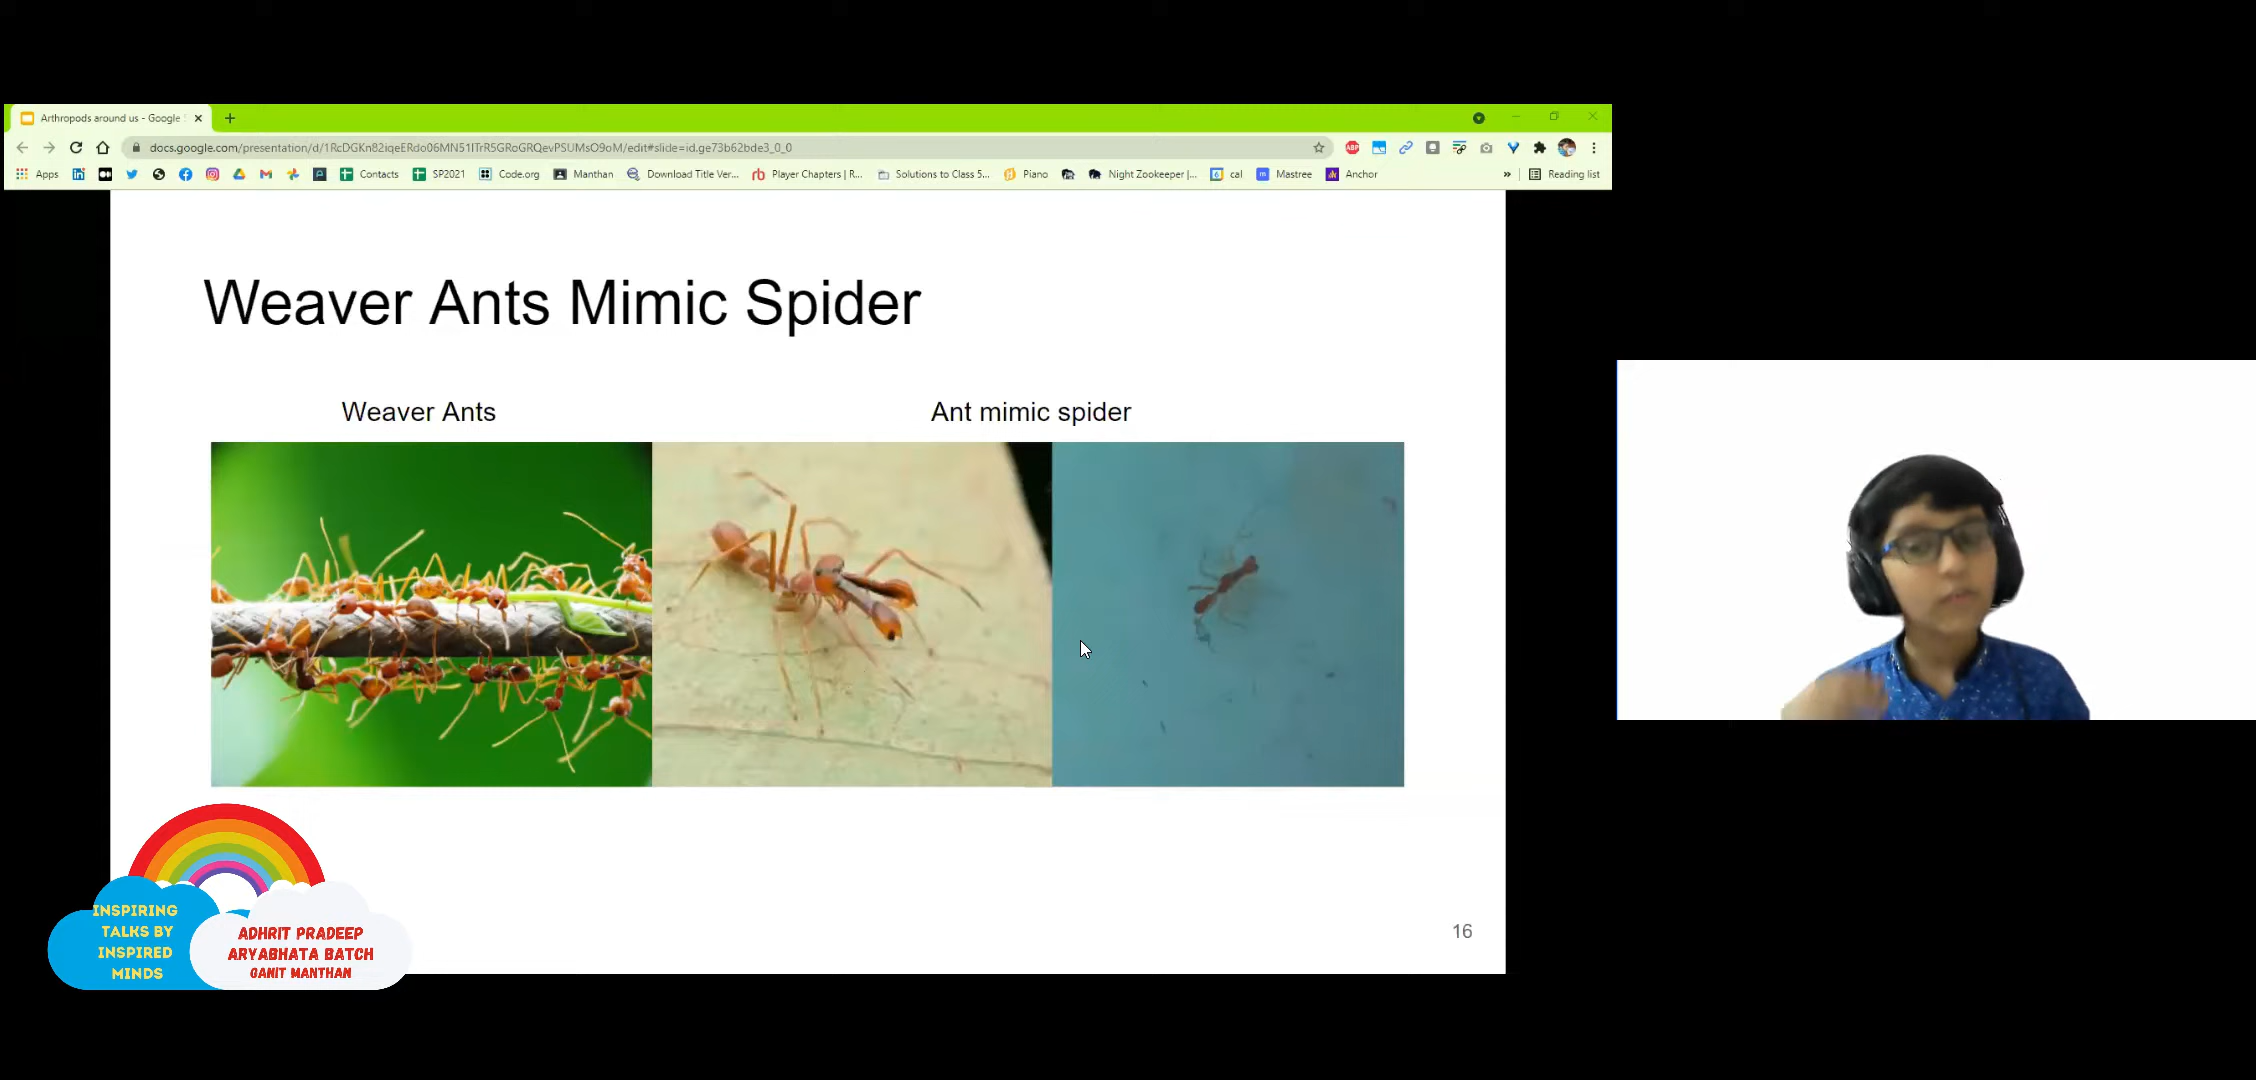 Arthropods around us - Google S
docs.google.com/presentation/d/1RcDGKn82iqeERdo06MN51ITrR5GRoGRQevPSUMsO9oM/edit#slide=id.ge73b62bde3_0_0
ABP
Apps Contacts SP2021 Code.org Manthan Download Title Ver... Player Chapters | R... Solutions to Class 5... Piano Night Zookeeper |... cal Mastree Anchor » Reading list
Weaver Ants Mimic Spider
Weaver Ants
Ant mimic spider
16
INSPIRING
TALKS BY
INSPIRED
MINDS
ADHRIT PRADEEP
ARYABHATA BATCH
GANIT MANTHAN